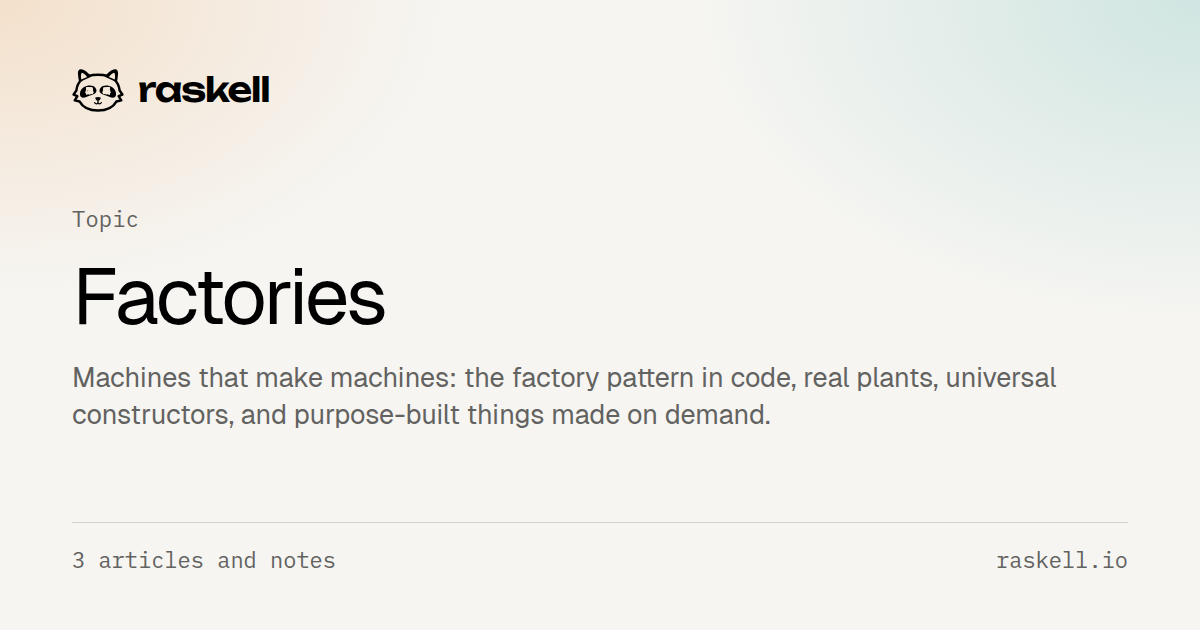 raskell
Topic
Factories
Machines that make machines: the factory pattern in code, real plants, universal
constructors, and purpose-built things made on demand.
3 articles and notes
raskell.io